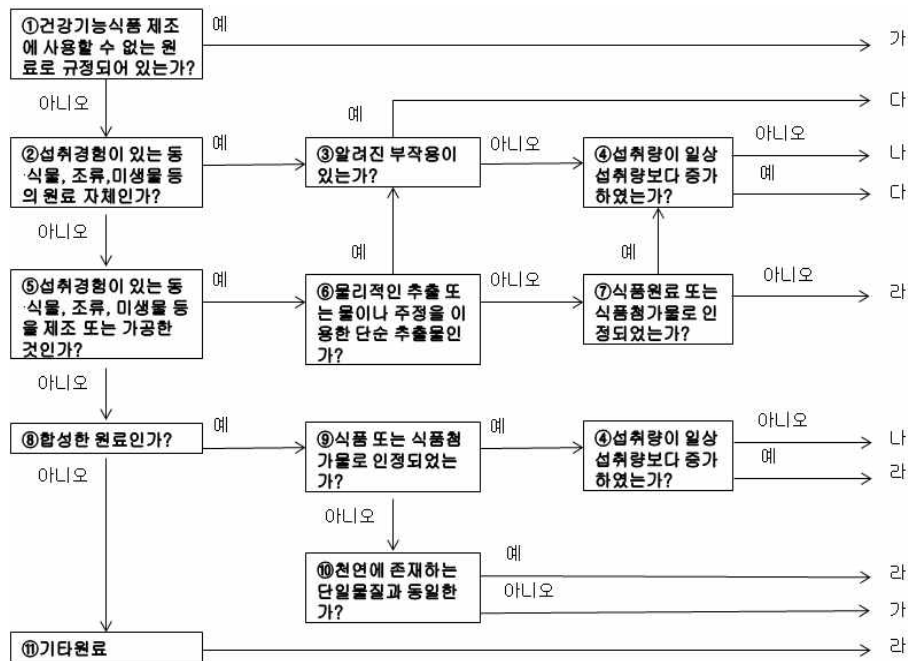 ①건강기능식품 제조
에 사용할 수 없는 원
료로 규정되어 있는가?
예
가
아니오
다
예
②섭취경험이 있는 동
·식물, 조류,미생물 등
의 원료 자체인가?
예
③알려진 부작용이
있는가?
아니오
④섭취량이 일상
섭취량보다 증가
하였는가?
아니오
나
예
다
아니오
예
예
⑤섭취경험이 있는 동
·식물, 조류, 미생물 등
을 제조 또는 가공한
것인가?
예
⑥물리적인 추출 또
는 물이나 주정을 이
용한 단순 추출물인
가?
아니오
⑦식품원료 또는
식품첨가물로 인
정되었는가?
아니오
라
아니오
⑧합성한 원료인가?
예
⑨식품 또는 식품첨
가물로 인정되었는
가?
예
④섭취량이 일상
섭취량보다 증가
하였는가?
아니오
나
예
라
아니오
아니오
⑩천연에 존재하는
단일물질과 동일한
가?
예
라
아니오
가
⑪기타원료
라